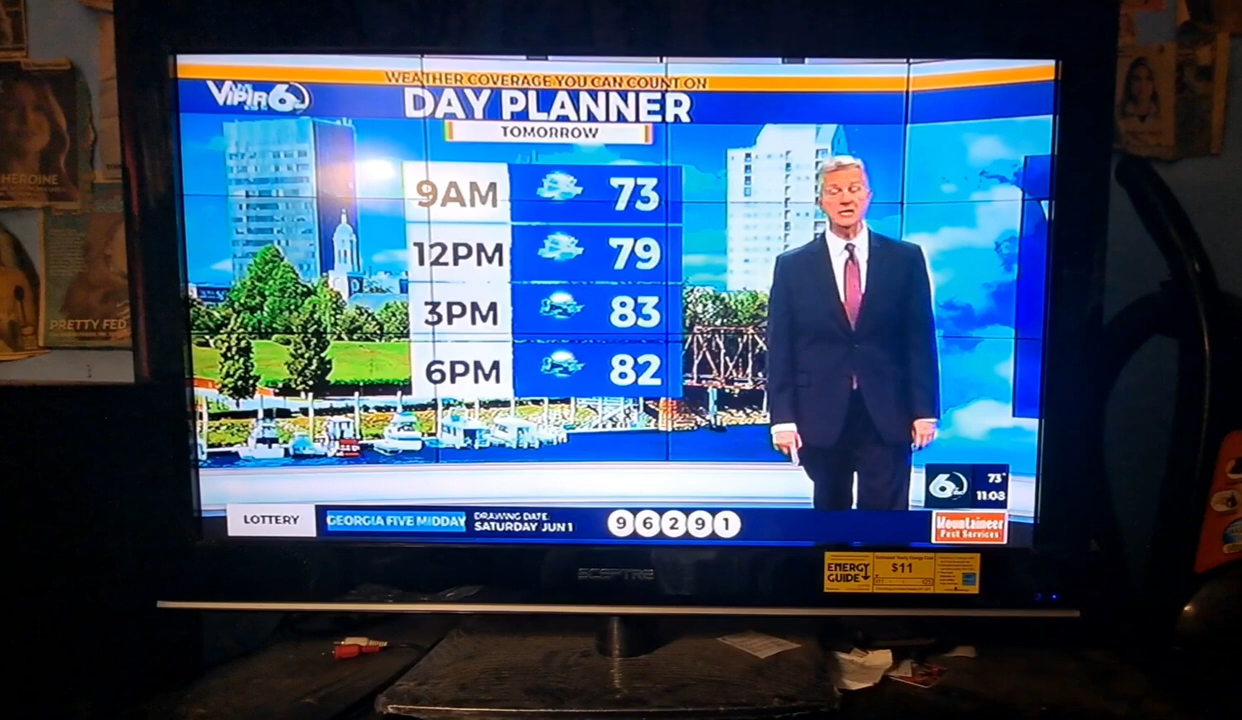 WEATHER COVERAGE YOU CAN COUNT ON
VIPIR 6
DAY PLANNER
TOMORROW
9AM 73
12PM 79
3PM 83
6PM 82
HEROINE
PRETTY FED
6
73°
11:03
LOTTERY
GEORGIA FIVE MIDDAY
DRAWING DATE:
SATURDAY JUN 1
9 6 2 9 1
Mountaineer
Pest Services
SCEPTRE
ENERGY
GUIDE
$11